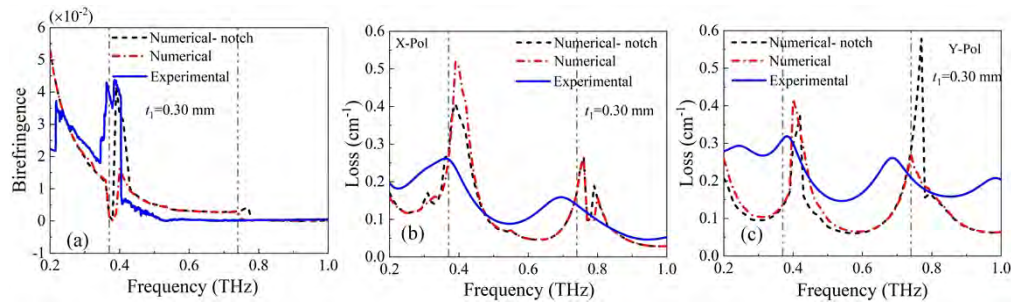 (×10⁻²)
6
5
4
3
2
1
0
-1
Birefringence
Numerical- notch
Numerical
Experimental
t₁=0.30 mm
(a)
0.2 0.4 0.6 0.8 1.0
Frequency (THz)
0.6
0.5
0.4
0.3
0.2
0.1
0.0
Loss (cm⁻¹)
X-Pol
Numerical- notch
Numerical
Experimental
t₁=0.30 mm
(b)
0.2 0.4 0.6 0.8 1.0
Frequency (THz)
0.6
0.5
0.4
0.3
0.2
0.1
0.0
Loss (cm⁻¹)
Numerical- notch
Numerical
Experimental
Y-Pol
t₁=0.30 mm
(c)
0.2 0.4 0.6 0.8 1.0
Frequency (THz)